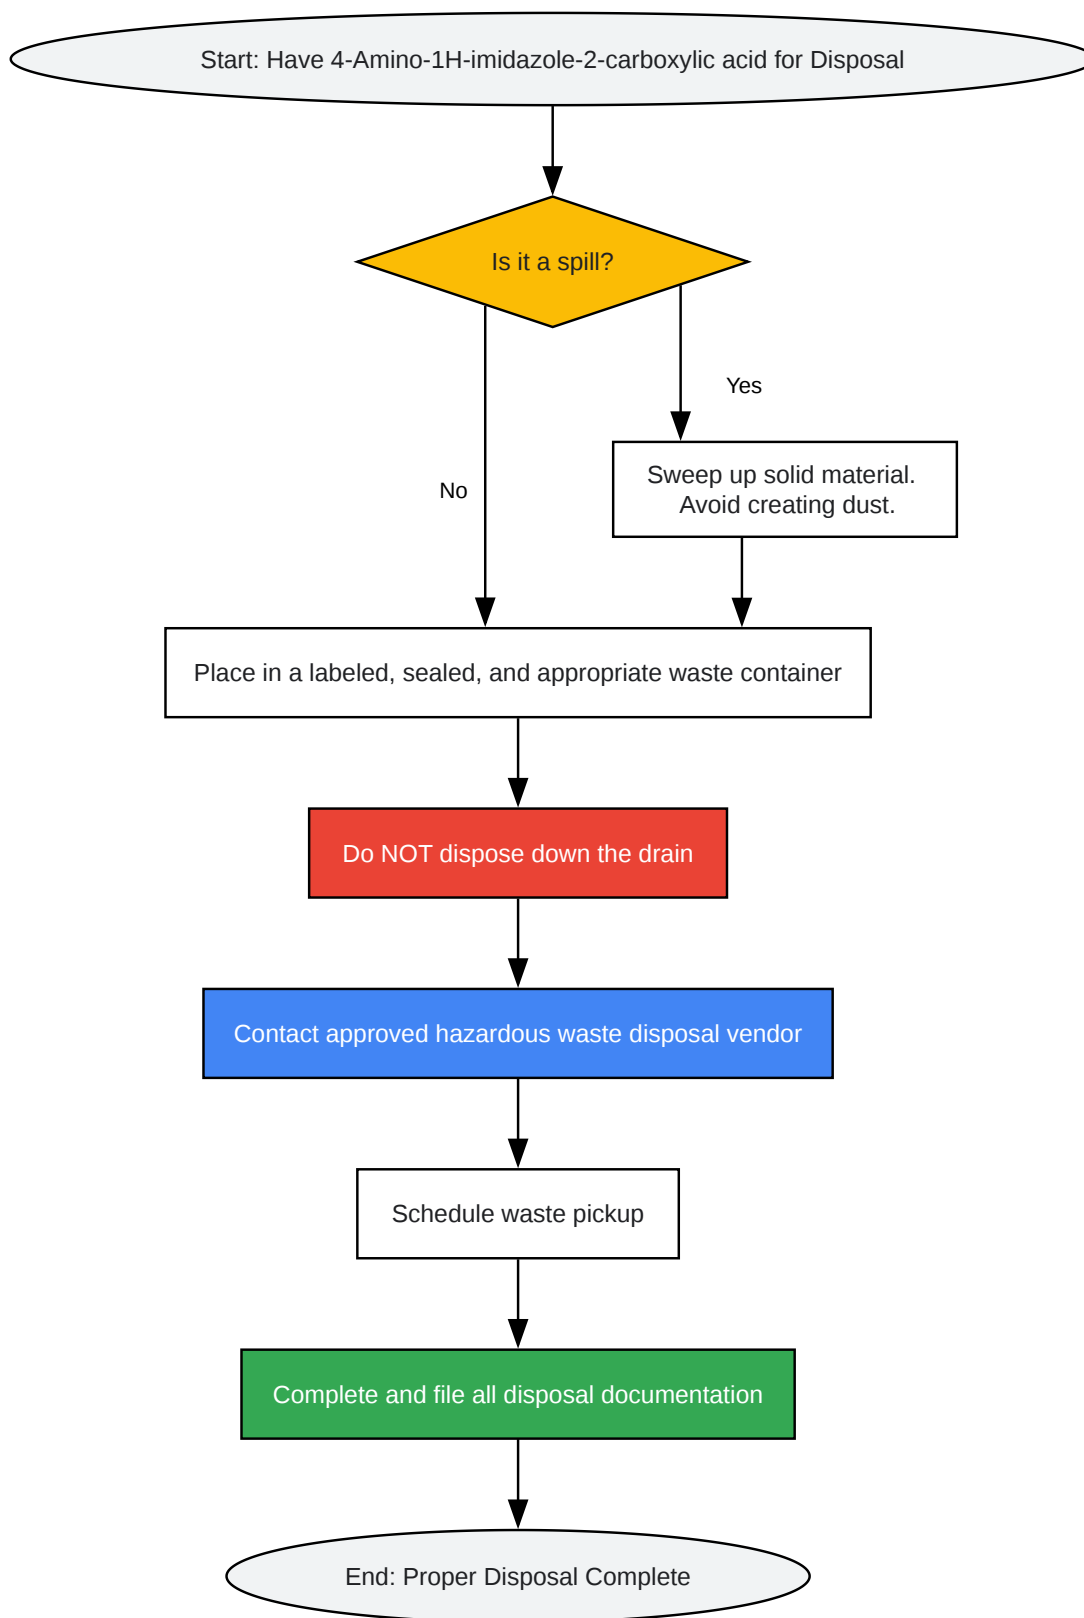 Start: Have 4-Amino-1H-imidazole-2-carboxylic acid for Disposal
Is it a spill?
Yes
Sweep up solid material.
Avoid creating dust.
No
Place in a labeled, sealed, and appropriate waste container
Do NOT dispose down the drain
Contact approved hazardous waste disposal vendor
Schedule waste pickup
Complete and file all disposal documentation
End: Proper Disposal Complete